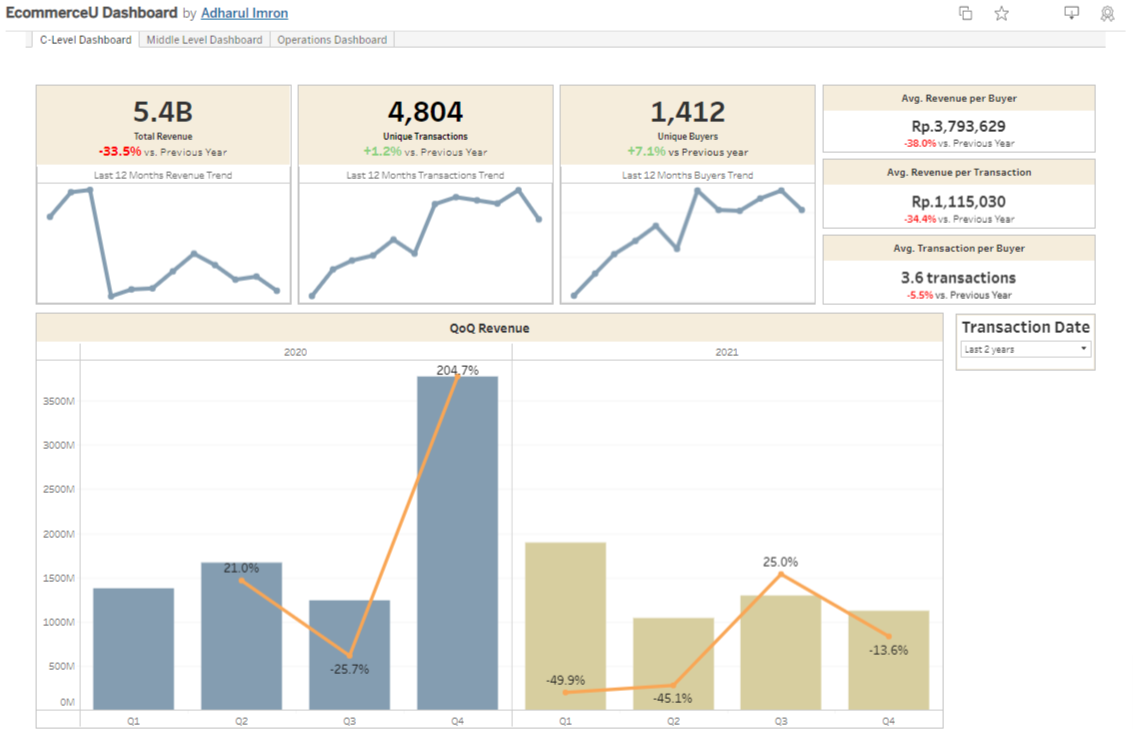 EcommerceU Dashboard by Adharul Imron
C-Level Dashboard Middle Level Dashboard Operations Dashboard
5.4B
Total Revenue
-33.5% vs. Previous Year
Last 12 Months Revenue Trend
4,804
Unique Transactions
+1.2% vs. Previous Year
Last 12 Months Transactions Trend
1,412
Unique Buyers
+7.1% vs Previous year
Last 12 Months Buyers Trend
Avg. Revenue per Buyer
Rp.3,793,629
-38.0% vs. Previous Year
Avg. Revenue per Transaction
Rp.1,115,030
-34.4% vs. Previous Year
Avg. Transaction per Buyer
3.6 transactions
-5.5% vs. Previous Year
QoQ Revenue
2020 2021
3500M
3000M
2500M
2000M
1500M
1000M
500M
0M
21.0%
-25.7%
204.7%
-49.9%
-45.1%
25.0%
-13.6%
Q1 Q2 Q3 Q4 Q1 Q2 Q3 Q4
Transaction Date
Last 2 years